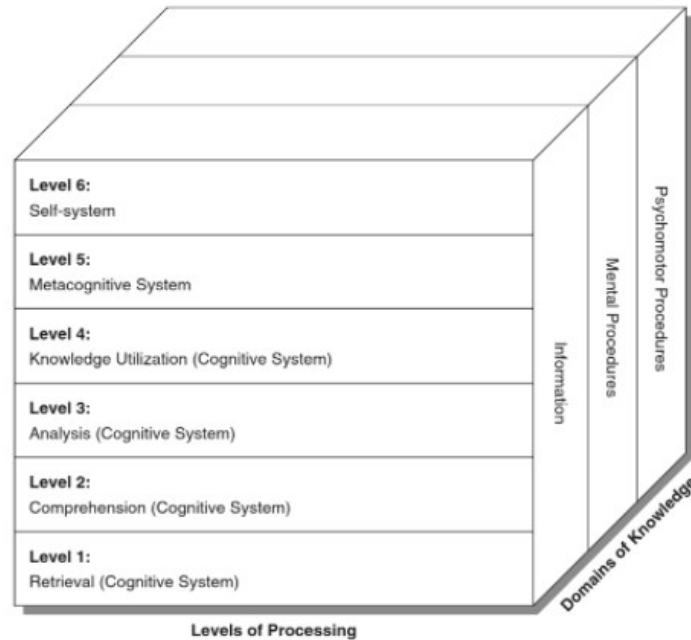 Level 6:
Self-system
Level 5:
Metacognitive System
Level 4:
Knowledge Utilization (Cognitive System)
Level 3:
Analysis (Cognitive System)
Level 2:
Comprehension (Cognitive System)
Level 1:
Retrieval (Cognitive System)
Information
Mental Procedures
Psychomotor Procedures
Levels of Processing
Domains of Knowledge